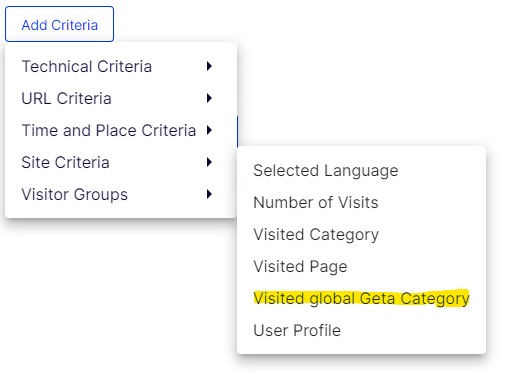 Add Criteria
Technical Criteria
URL Criteria
Time and Place Criteria
Site Criteria
Visitor Groups
Selected Language
Number of Visits
Visited Category
Visited Page
Visited global Geta Category
User Profile